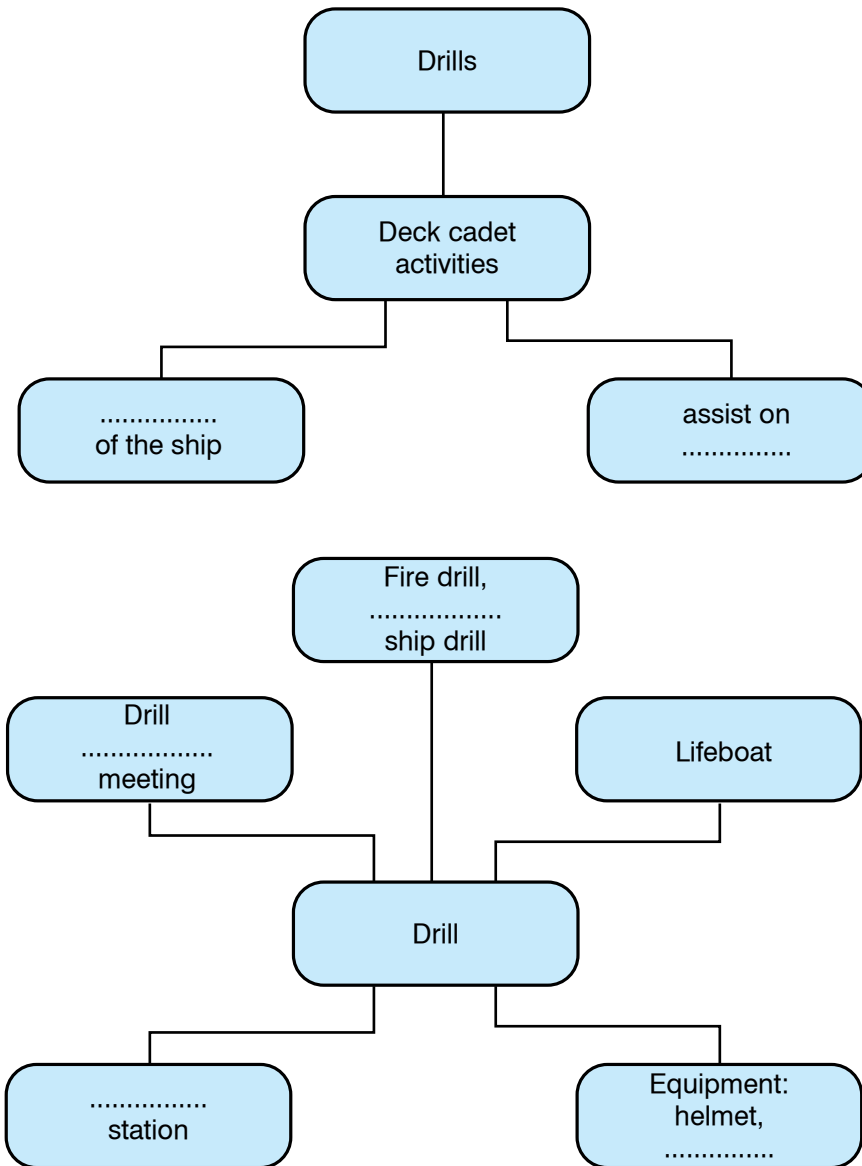 Drills
Deck cadet
activities
...............
of the ship
assist on
...............
Fire drill,
..................
ship drill
Drill
..................
meeting
Lifeboat
Drill
................
station
Equipment:
helmet,
...............